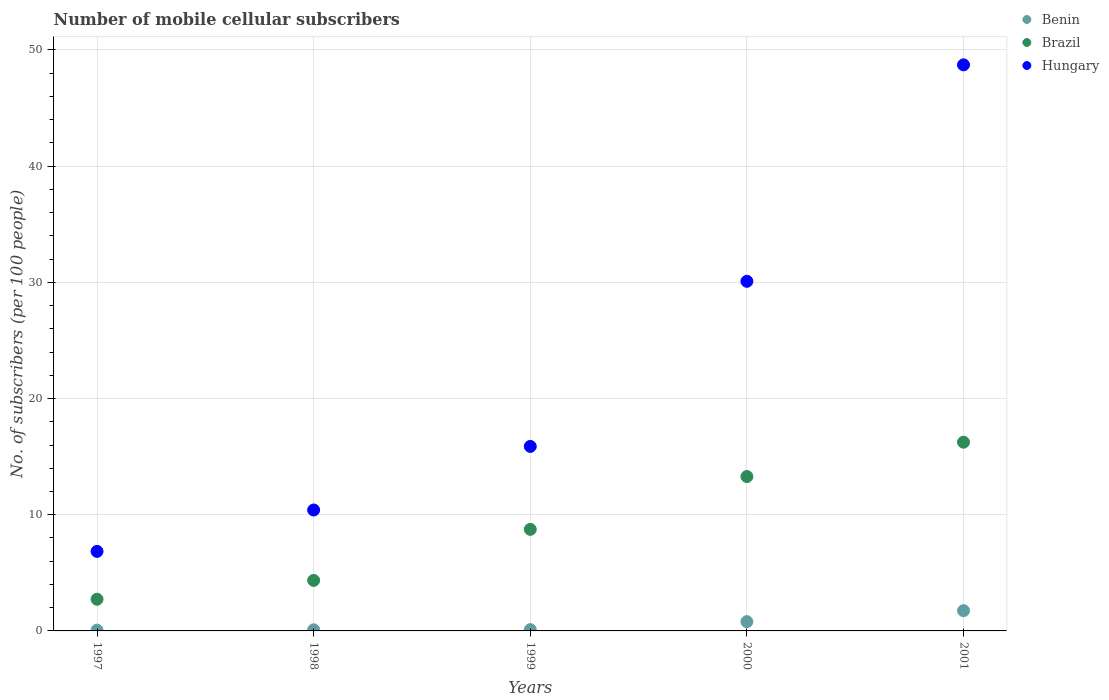 Number of mobile cellular subscribers
Benin
Brazil
Hungary
No. of subscribers (per 100 people)
50
40
30
20
10
0
1997
1998
1999
2000
2001
Years